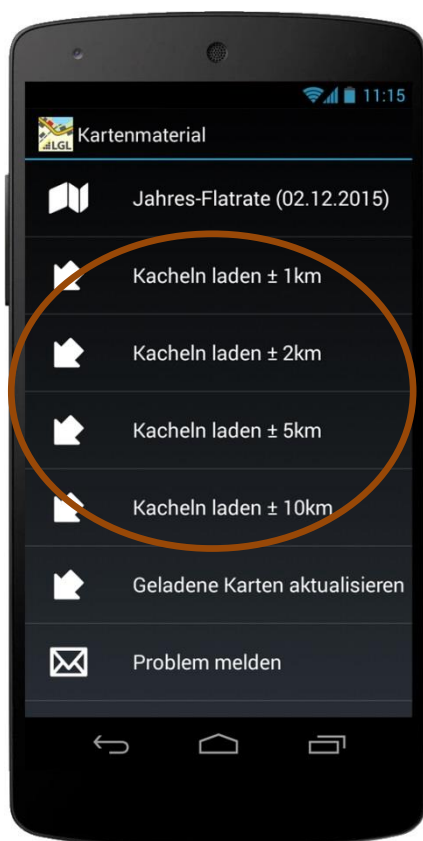 11:15
LGL
Kartenmaterial
Jahres-Flatrate (02.12.2015)
Kacheln laden ± 1km
Kacheln laden ± 2km
Kacheln laden ± 5km
Kacheln laden ± 10km
Geladene Karten aktualisieren
Problem melden